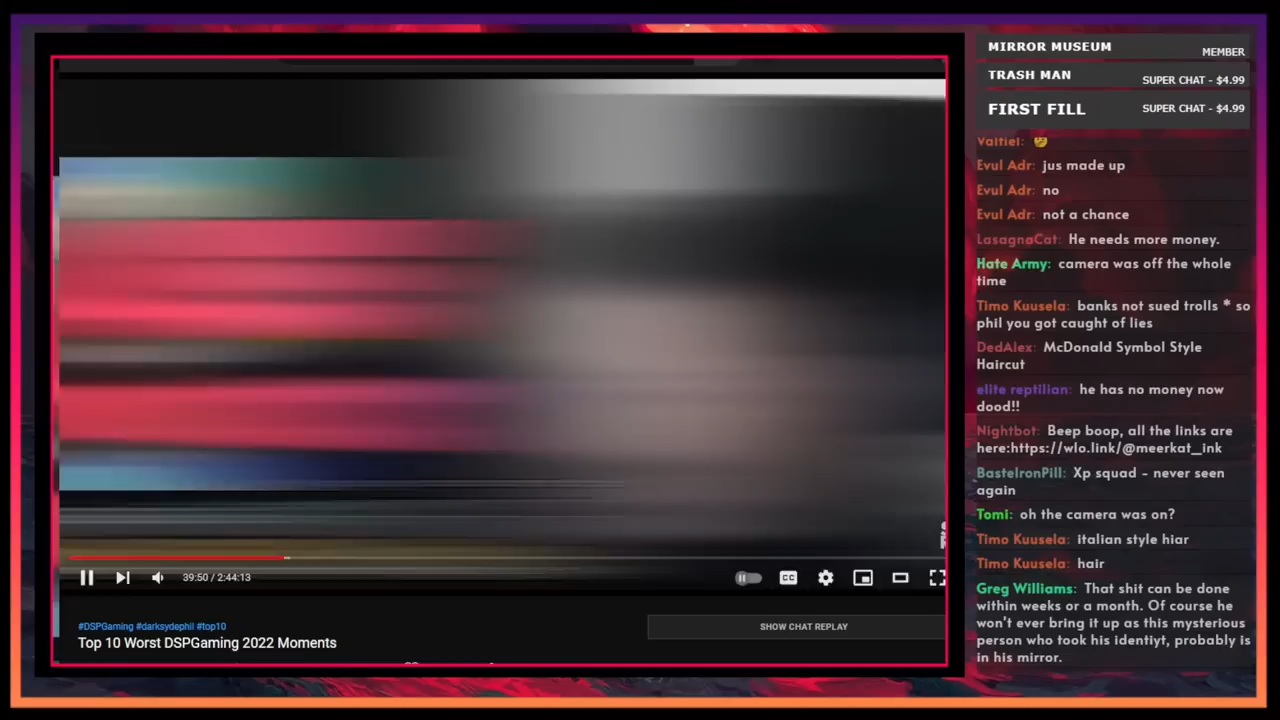 MIRROR MUSEUM
MEMBER
TRASH MAN
SUPER CHAT - $4.99
FIRST FILL
SUPER CHAT - $4.99
Valtiel:
Evul Adr: jus made up
Evul Adr: no
Evul Adr: not a chance
LasagnaCat: He needs more money.
Hate Army: camera was off the whole
time
Timo Kuusela: banks not sued trolls * so
phil you got caught of lies
DedAlex: McDonald Symbol Style
Haircut
elite reptilian: he has no money now
dood!!
Nightbot: Beep boop, all the links are
here:https://wlo.link/@meerkat_ink
BasteIronPill: Xp squad - never seen
again
Tomi: oh the camera was on?
Timo Kuusela: italian style hiar
Timo Kuusela: hair
Greg Williams: That shit can be done
within weeks or a month. Of course he
won't ever bring it up as this mysterious
person who took his identiyt, probably is
in his mirror.
39:50 / 2:44:13
CC
#DSPGaming #darksydephil #top10
Top 10 Worst DSPGaming 2022 Moments
SHOW CHAT REPLAY